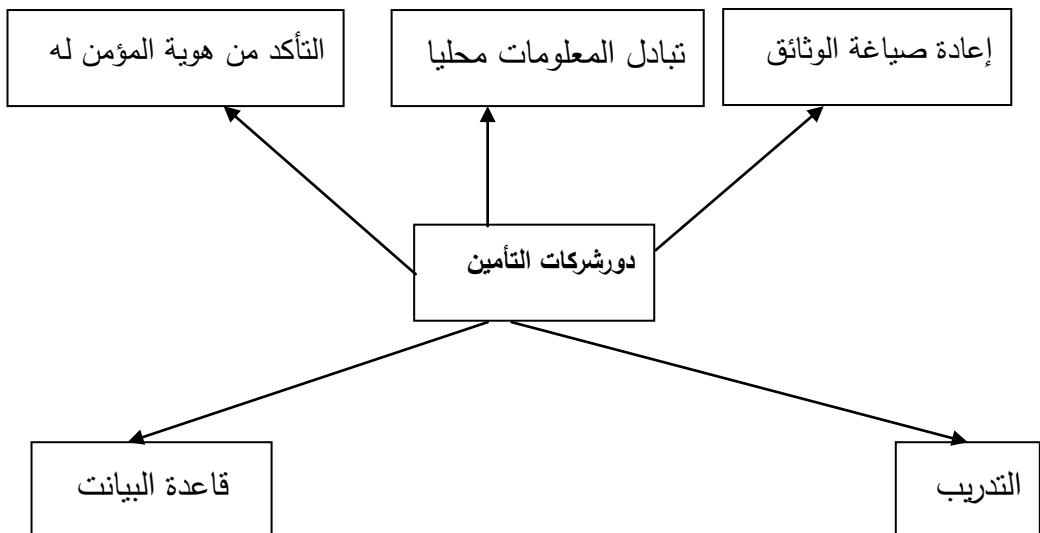 إعادة صياغة الوثائق
تبادل المعلومات محليا
التأكد من هوية المؤمن له
دورشركات التأمين
التدريب
قاعدة البيانت